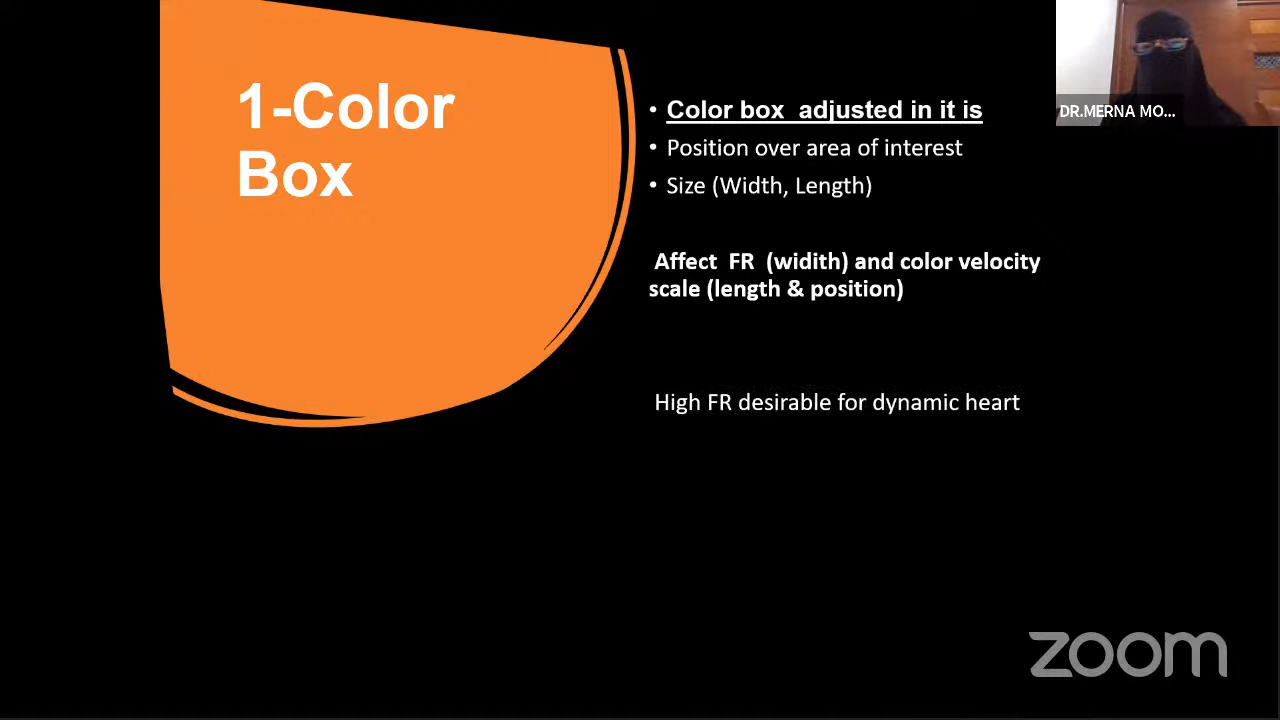 1-Color
Box
• Color box adjusted in it is
• Position over area of interest
• Size (Width, Length)
Affect FR (widith) and color velocity
scale (length & position)
High FR desirable for dynamic heart
DR.MERNA MO...
zoom